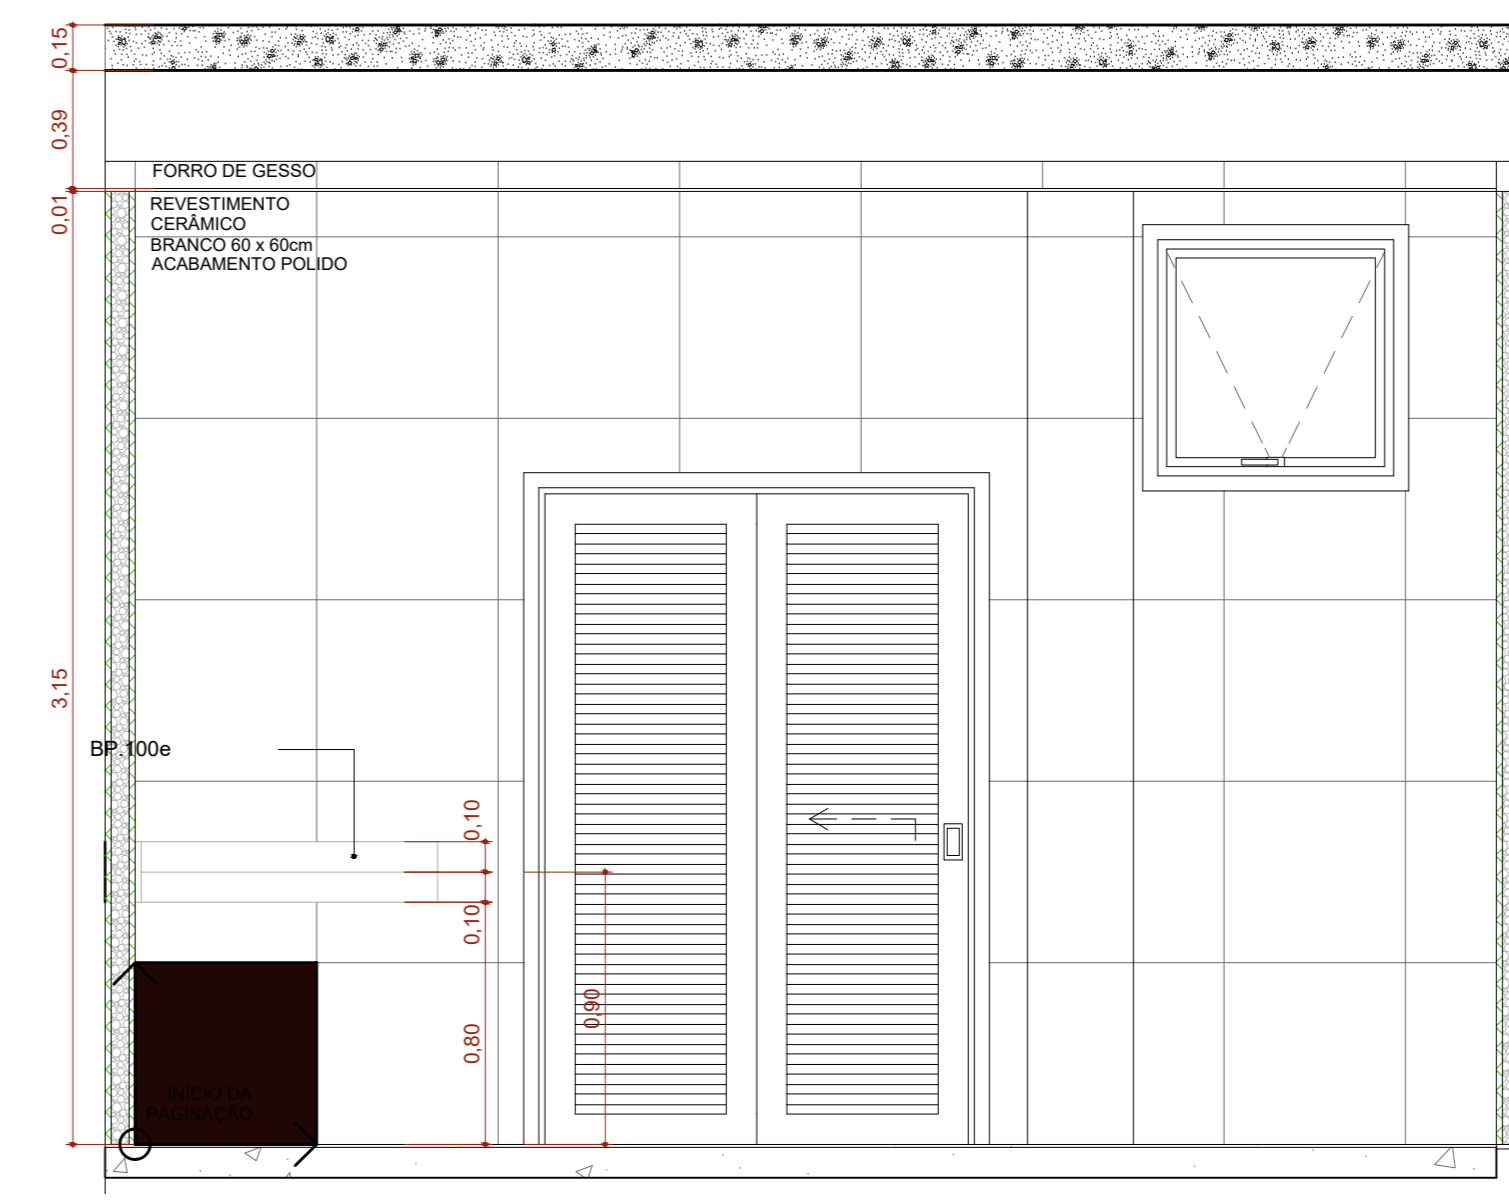 0,15
0,39
FORRO DE GESSO
0,01
REVESTIMENTO
CERÂMICO
BRANCO 60 x 60cm
ACABAMENTO POLIDO
3,15
BP.100e
0,10
0,10
0,90
0,80
INÍCIO DA
PAGINAÇÃO